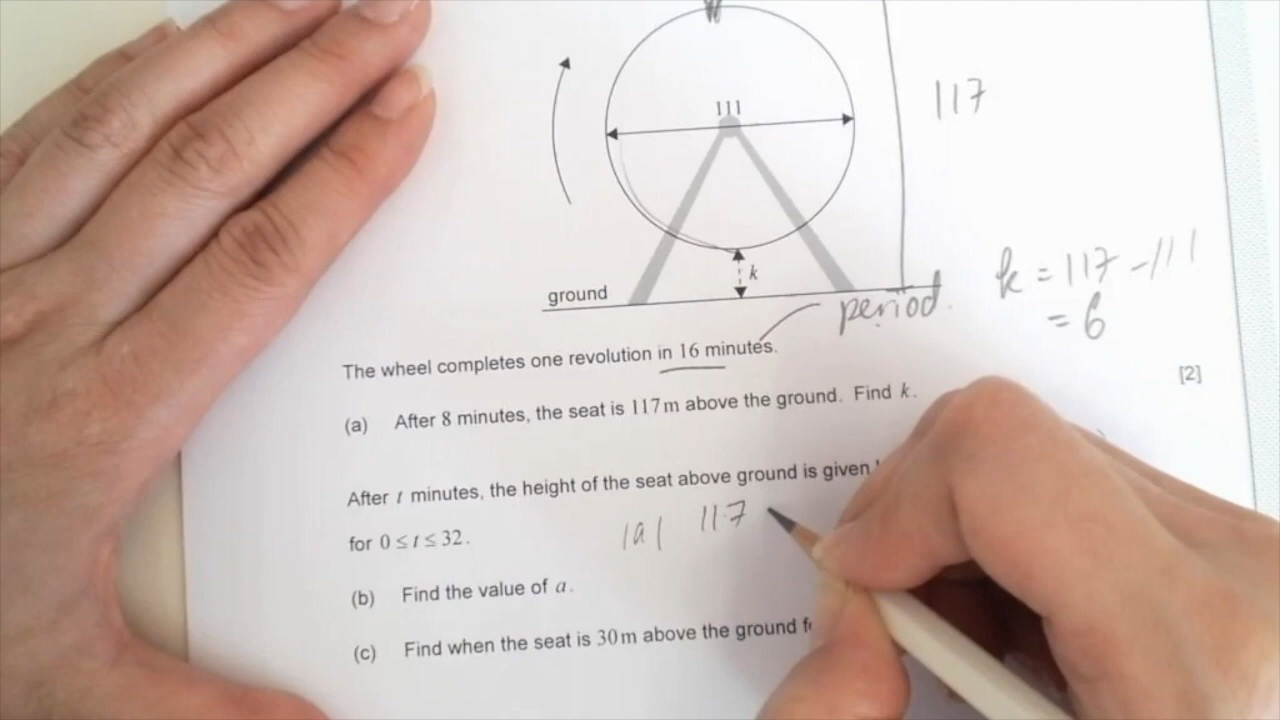 111
117
k
ground
period.
k = 117 - 111
= 6
The wheel completes one revolution in 16 minutes.
[2]
(a) After 8 minutes, the seat is 117 m above the ground. Find k.
After t minutes, the height of the seat above ground is given
for 0 ≤ t ≤ 32.
|a| 117
(b) Find the value of a.
(c) Find when the seat is 30 m above the ground